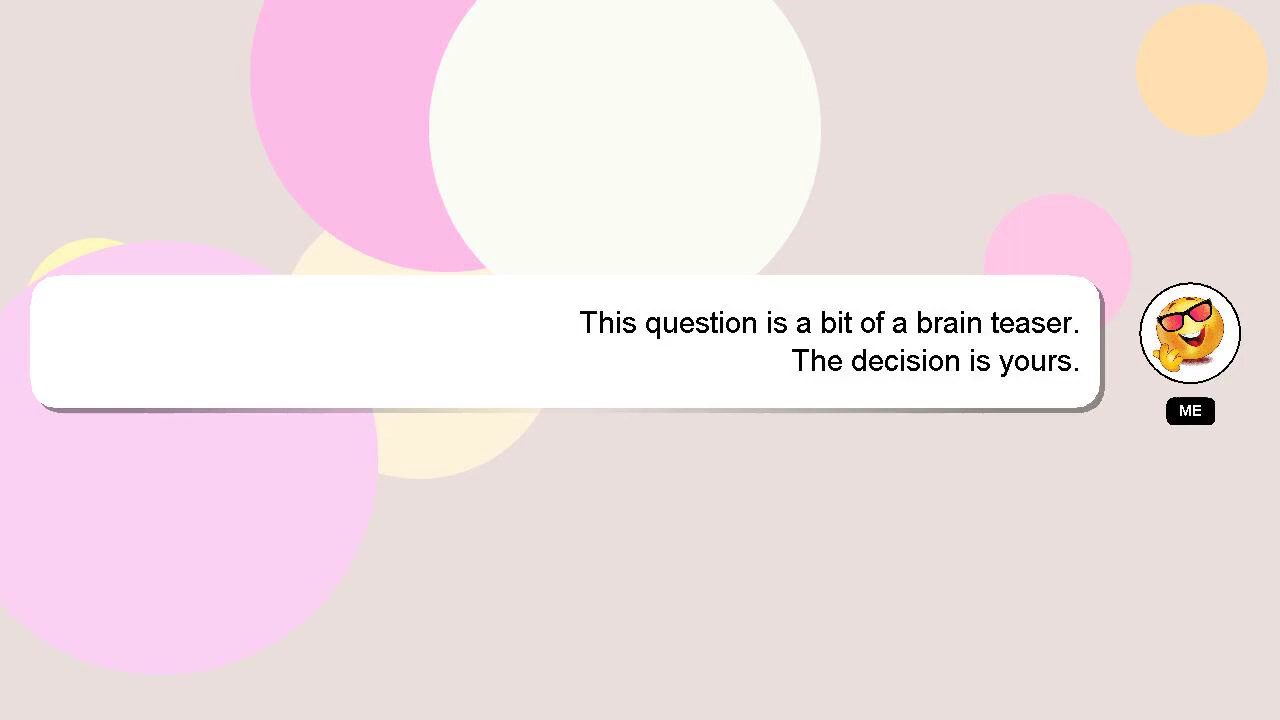 This question is a bit of a brain teaser.
The decision is yours.
ME